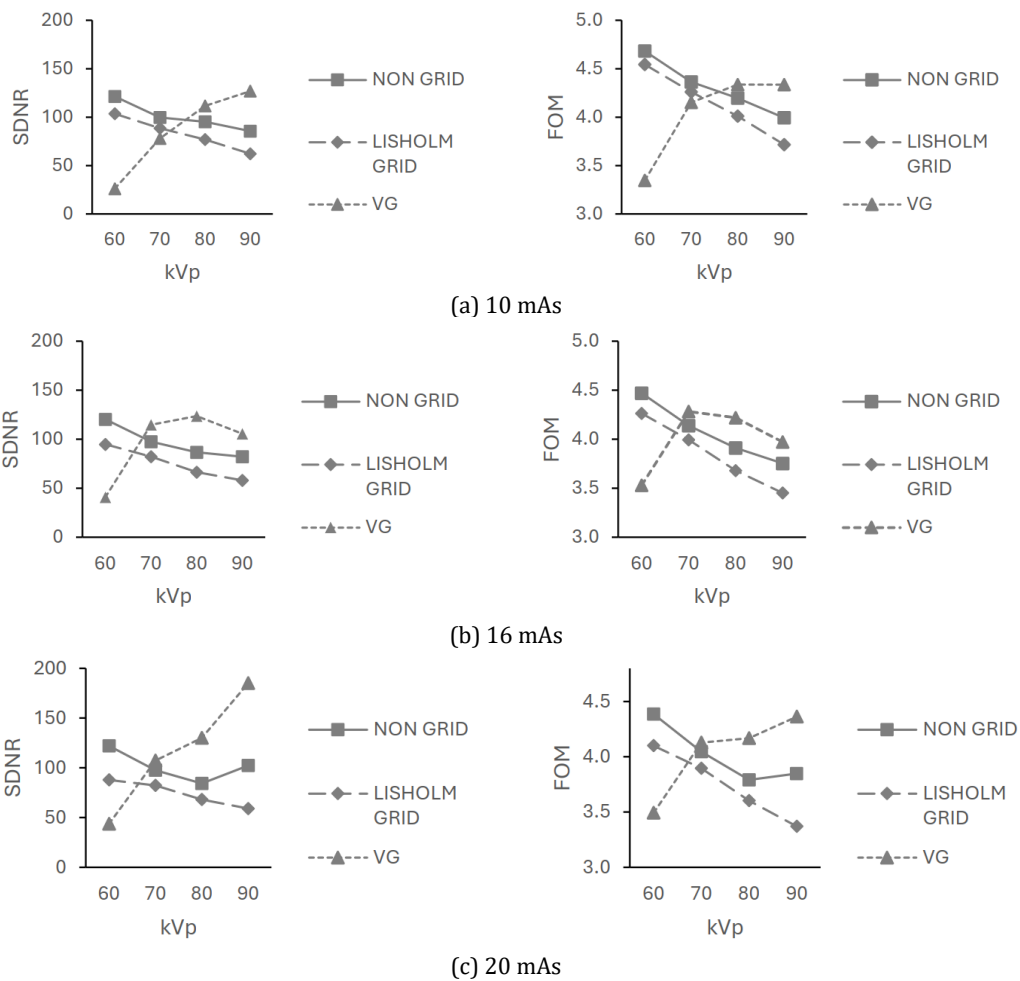 200
150
100
50
0
SDNR
60 70 80 90
kVp
NON GRID
LISHOLM
GRID
VG
5.0
4.5
4.0
3.5
3.0
FOM
60 70 80 90
kVp
NON GRID
LISHOLM
GRID
VG
(a) 10 mAs
200
150
100
50
0
SDNR
60 70 80 90
kVp
NON GRID
LISHOLM
GRID
VG
5.0
4.5
4.0
3.5
3.0
FOM
60 70 80 90
kVp
NON GRID
LISHOLM
GRID
VG
(b) 16 mAs
200
150
100
50
0
SDNR
60 70 80 90
kVp
NON GRID
LISHOLM
GRID
VG
4.5
4.0
3.5
3.0
FOM
60 70 80 90
kVp
NON GRID
LISHOLM
GRID
VG
(c) 20 mAs